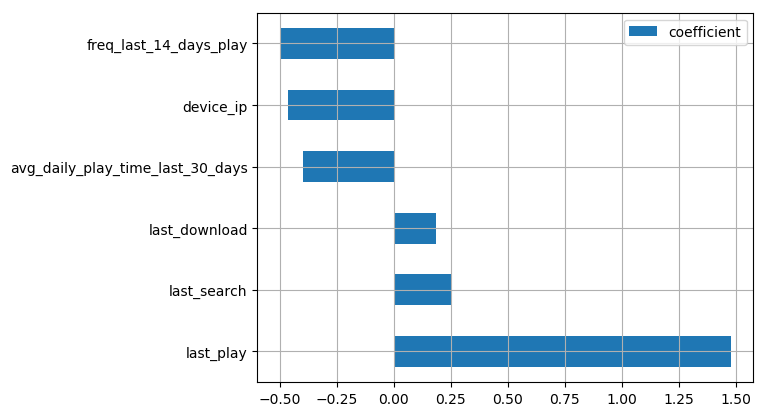 coefficient
freq_last_14_days_play
device_ip
avg_daily_play_time_last_30_days
last_download
last_search
last_play
−0.50 −0.25 0.00 0.25 0.50 0.75 1.00 1.25 1.50